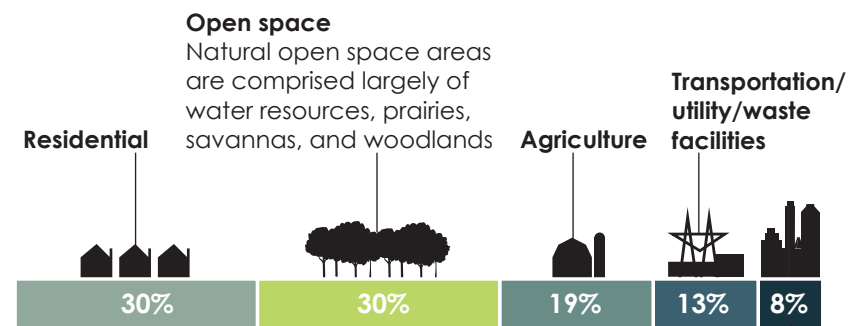 Open space
Natural open space areas
are comprised largely of
water resources, prairies,
savannas, and woodlands
Residential
Agriculture
Transportation/
utility/waste
facilities
30%
30%
19%
13%
8%